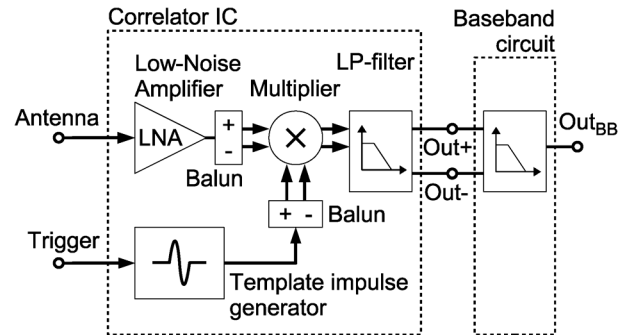 Correlator IC
Baseband
circuit
Low-Noise
Amplifier
Multiplier
LP-filter
Antenna
LNA
+
-
×
Out+
Out-
OutBB
Balun
+ -
Balun
Trigger
Template impulse
generator